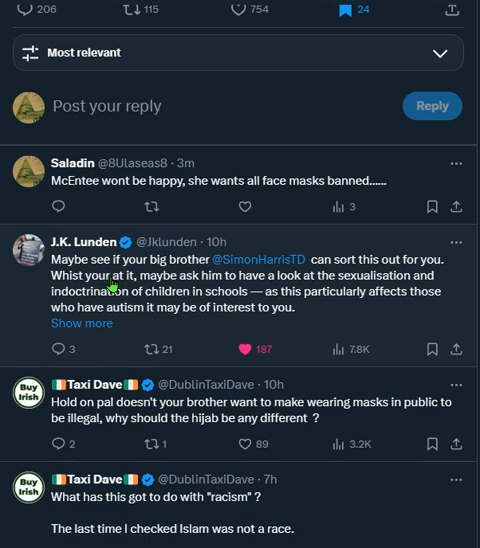 206 115 754 24
Most relevant
Post your reply
Reply
Saladin @8Ulaseas8 · 3m
McEntee wont be happy, she wants all face masks banned......
3
J.K. Lunden @Jklunden · 10h
Maybe see if your big brother @SimonHarrisTD can sort this out for you.
Whist your at it, maybe ask him to have a look at the sexualisation and
indoctrination of children in schools — as this particularly affects those
who have autism it may be of interest to you.
Show more
3 21 187 7.8K
Buy
Irish
🇮🇪Taxi Dave🇮🇪 @DublinTaxiDave · 10h
Hold on pal doesn't your brother want to make wearing masks in public to
be illegal, why should the hijab be any different ?
2 1 89 3.2K
Buy
Irish
🇮🇪Taxi Dave🇮🇪 @DublinTaxiDave · 7h
What has this got to do with "racism" ?
The last time I checked Islam was not a race.